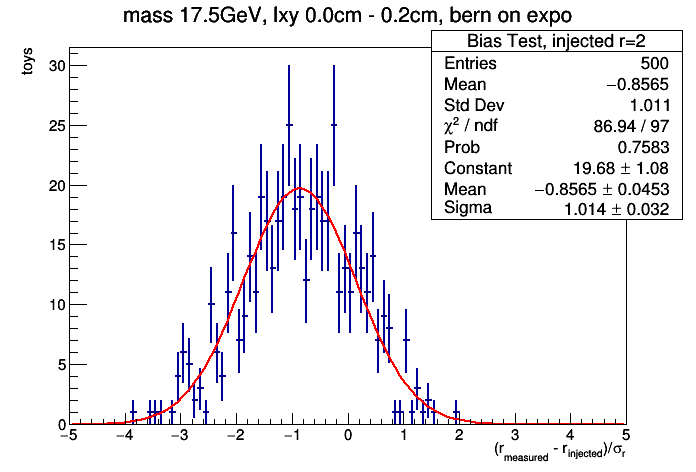 mass 17.5GeV, lxy 0.0cm - 0.2cm, bern on expo
Bias Test, injected r=2
Entries 500
Mean −0.8565
Std Dev 1.011
χ² / ndf 86.94 / 97
Prob 0.7583
Constant 19.68 ± 1.08
Mean −0.8565 ± 0.0453
Sigma 1.014 ± 0.032
toys
30
25
20
15
10
5
0
−5 −4 −3 −2 −1 0 1 2 3 4 5
(r_measured - r_injected)/σ_r